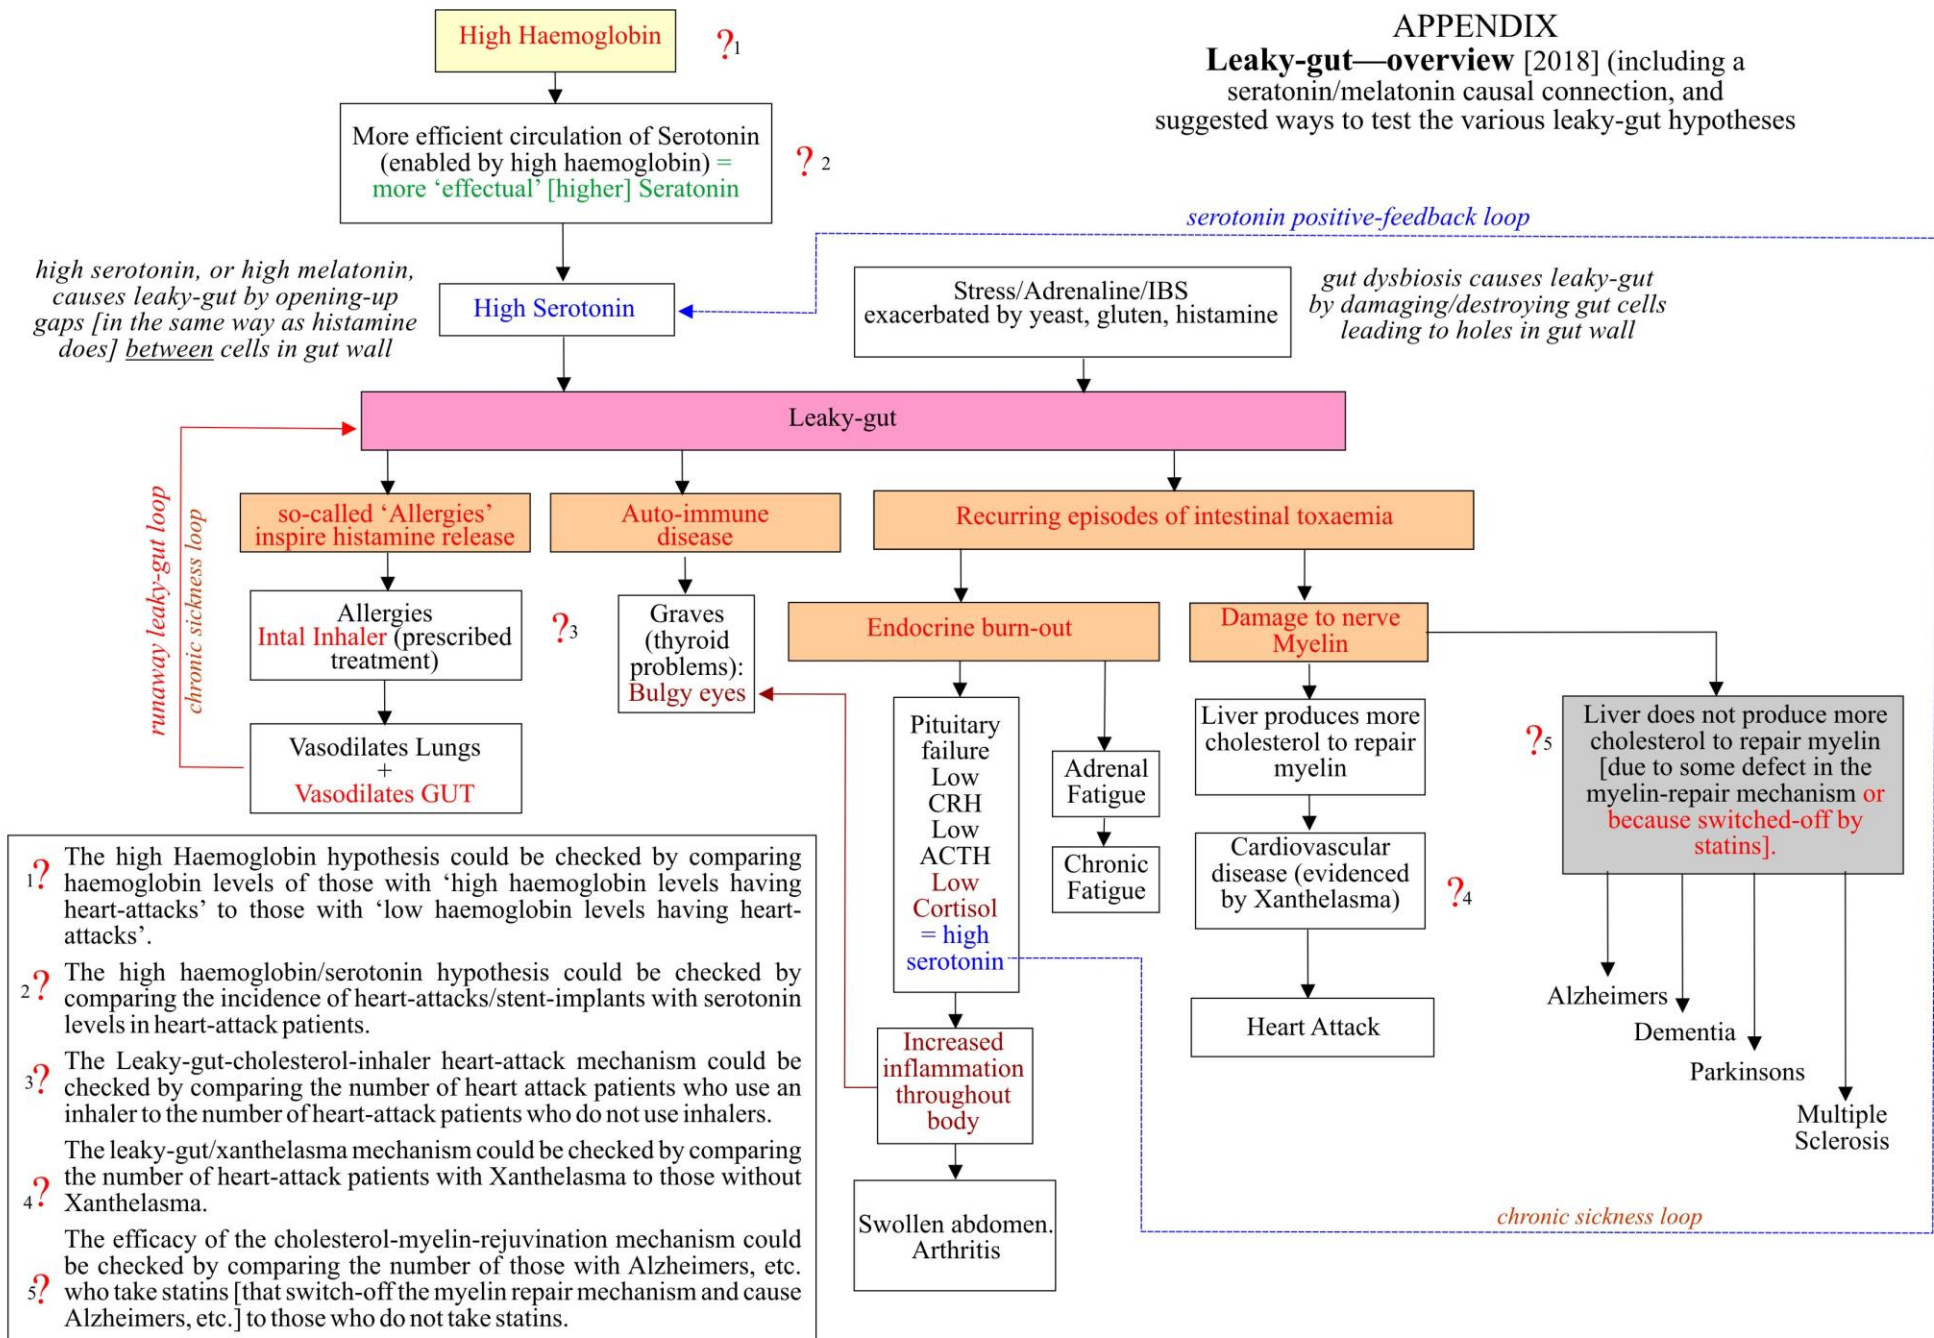 APPENDIX
Leaky-gut—overview [2018] (including a
seratonin/melatonin causal connection, and
suggested ways to test the various leaky-gut hypotheses
High Haemoglobin
?1
More efficient circulation of Serotonin
(enabled by high haemoglobin) =
more ‘effectual’ [higher] Seratonin
? 2
serotonin positive-feedback loop
high serotonin, or high melatonin,
causes leaky-gut by opening-up
gaps [in the same way as histamine
does] between cells in gut wall
High Serotonin
Stress/Adrenaline/IBS
exacerbated by yeast, gluten, histamine
gut dysbiosis causes leaky-gut
by damaging/destroying gut cells
leading to holes in gut wall
Leaky-gut
runaway leaky-gut loop
chronic sickness loop
so-called ‘Allergies’
inspire histamine release
Auto-immune
disease
Recurring episodes of intestinal toxaemia
Allergies
Intal Inhaler (prescribed
treatment)
?3
Graves
(thyroid
problems):
Bulgy eyes
Endocrine burn-out
Damage to nerve
Myelin
Vasodilates Lungs
+
Vasodilates GUT
Pituitary
failure
Low
CRH
Low
ACTH
Low
Cortisol
= high
serotonin
Adrenal
Fatigue
Chronic
Fatigue
Liver produces more
cholesterol to repair
myelin
Cardiovascular
disease (evidenced
by Xanthelasma)
?4
Heart Attack
?5
Liver does not produce more
cholesterol to repair myelin
[due to some defect in the
myelin-repair mechanism or
because switched-off by
statins].
Alzheimers
Dementia
Parkinsons
Multiple
Sclerosis
Increased
inflammation
throughout
body
Swollen abdomen.
Arthritis
chronic sickness loop
1? The high Haemoglobin hypothesis could be checked by comparing
haemoglobin levels of those with ‘high haemoglobin levels having
heart-attacks’ to those with ‘low haemoglobin levels having heart-
attacks’.
2? The high haemoglobin/serotonin hypothesis could be checked by
comparing the incidence of heart-attacks/stent-implants with serotonin
levels in heart-attack patients.
3? The Leaky-gut-cholesterol-inhaler heart-attack mechanism could be
checked by comparing the number of heart attack patients who use an
inhaler to the number of heart-attack patients who do not use inhalers.
4? The leaky-gut/xanthelasma mechanism could be checked by comparing
the number of heart-attack patients with Xanthelasma to those without
Xanthelasma.
5? The efficacy of the cholesterol-myelin-rejuvination mechanism could
be checked by comparing the number of those with Alzheimers, etc.
who take statins [that switch-off the myelin repair mechanism and cause
Alzheimers, etc.] to those who do not take statins.